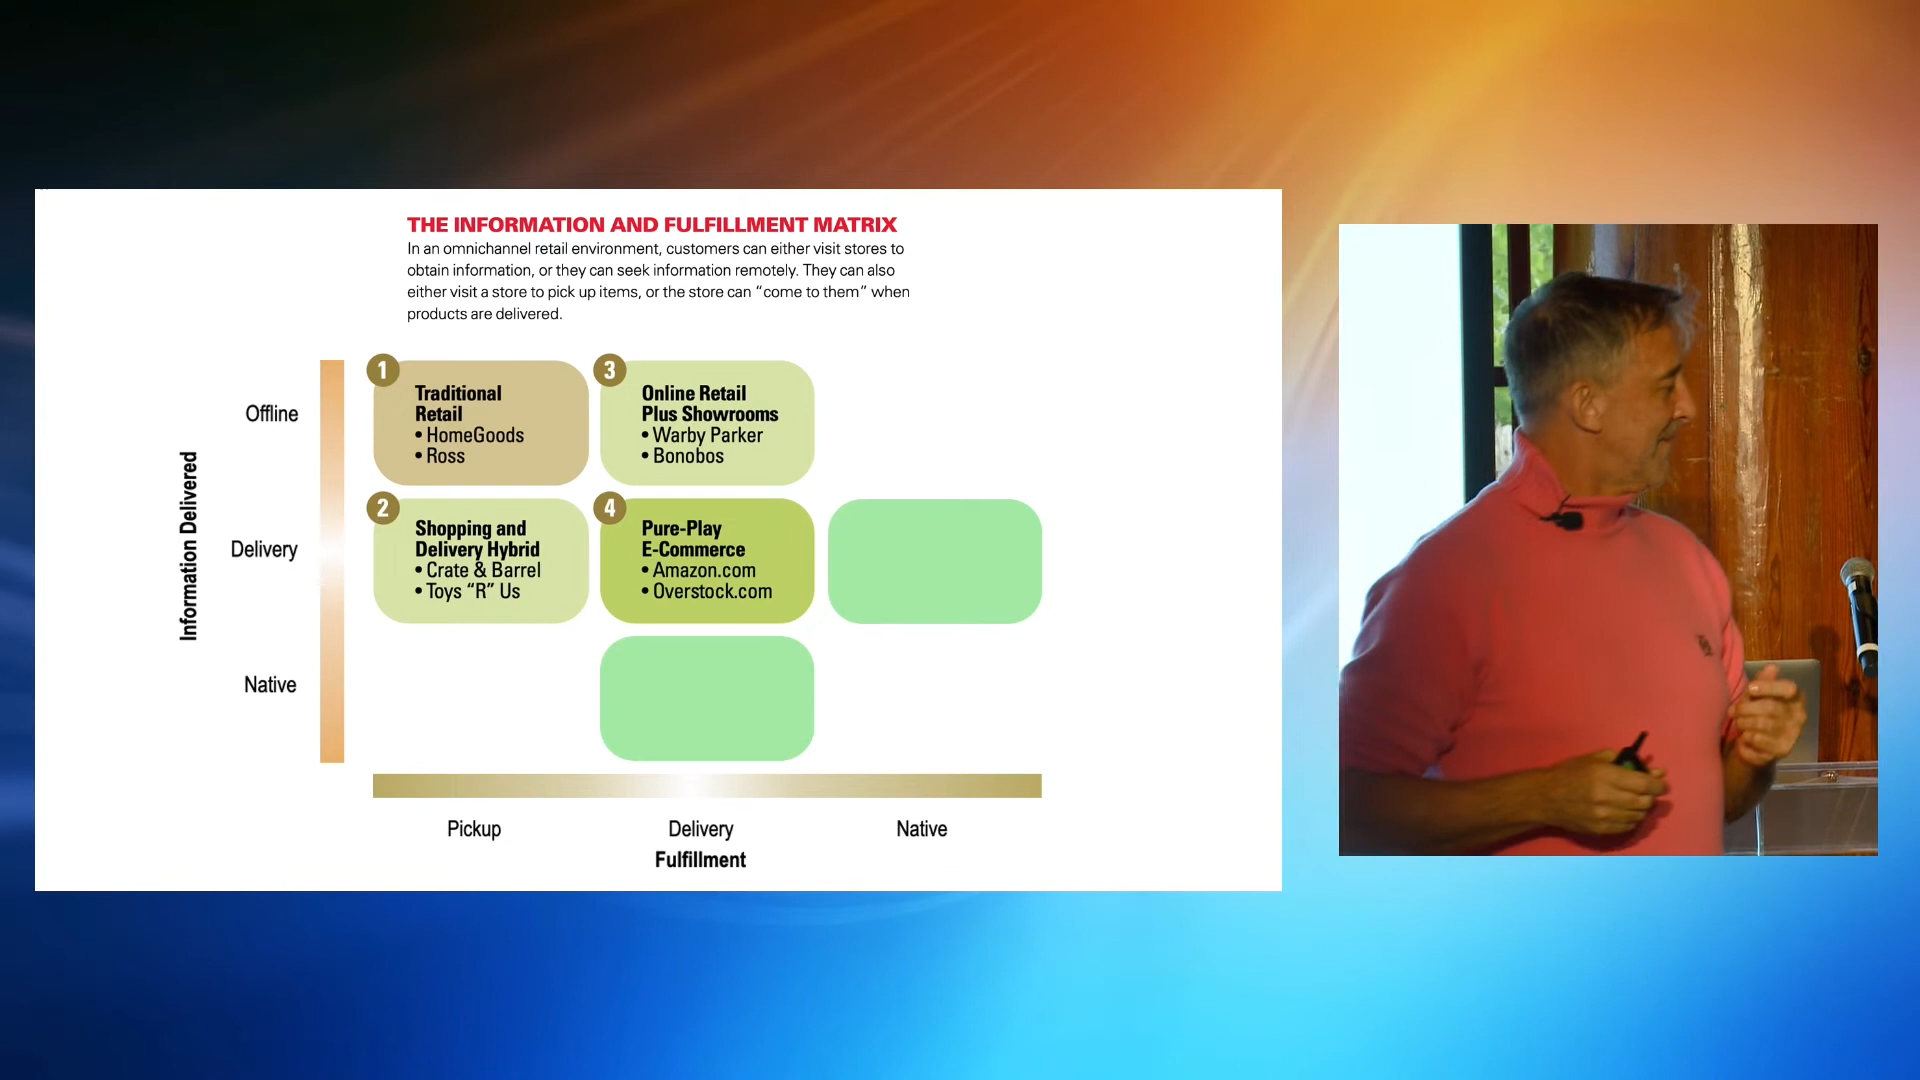 THE INFORMATION AND FULFILLMENT MATRIX
In an omnichannel retail environment, customers can either visit stores to
obtain information, or they can seek information remotely. They can also
either visit a store to pick up items, or the store can “come to them” when
products are delivered.
Information Delivered
Offline
Delivery
Native
1
Traditional
Retail
• HomeGoods
• Ross
3
Online Retail
Plus Showrooms
• Warby Parker
• Bonobos
2
Shopping and
Delivery Hybrid
• Crate & Barrel
• Toys “R” Us
4
Pure-Play
E-Commerce
• Amazon.com
• Overstock.com
Pickup
Delivery
Native
Fulfillment